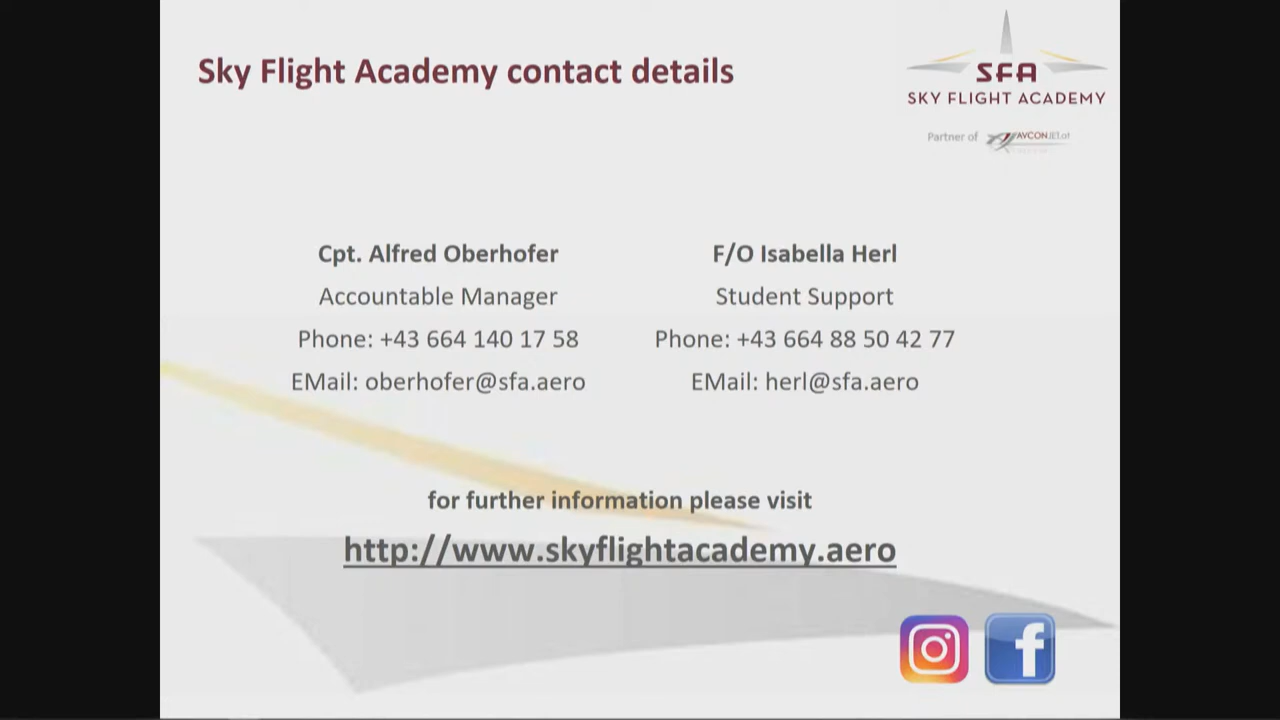 Sky Flight Academy contact details
SFA
SKY FLIGHT ACADEMY
Partner of AVCONJET.at
Cpt. Alfred Oberhofer
Accountable Manager
Phone: +43 664 140 17 58
EMail: oberhofer@sfa.aero
F/O Isabella Herl
Student Support
Phone: +43 664 88 50 42 77
EMail: herl@sfa.aero
for further information please visit
http://www.skyflightacademy.aero